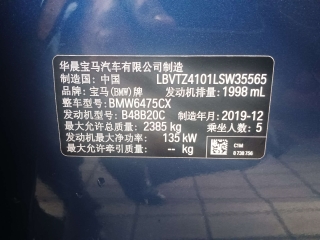 华晨宝马汽车有限公司制造
制造国：中国 LBVTZ4101LSW35565
品牌：宝马(BMW)牌 发动机排量：1998 mL
整车型号：BMW6475CX
发动机型号：B48B20C 制造年月：2019-12
最大允许总质量：2385 kg 乘坐人数：5
发动机最大净功率：135 kW
最大允许牵引质量：-- kg